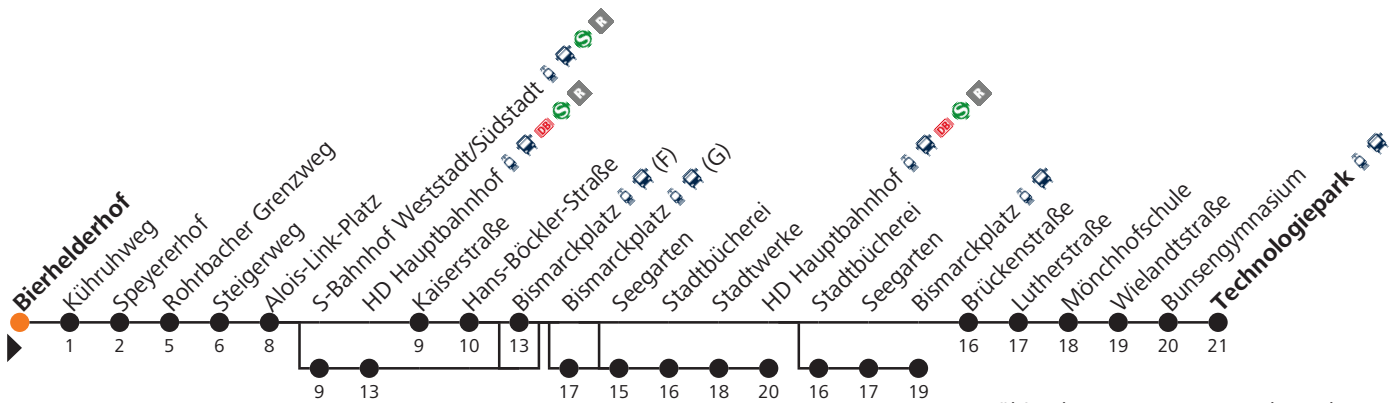 Bierhelderhof
Kühruhweg
Speyererhof
Rohrbacher Grenzweg
Steigerweg
Alois-Link-Platz
S-Bahnhof Weststadt/Südstadt S R
HD Hauptbahnhof DB S R
Kaiserstraße
Hans-Böckler-Straße
Bismarckplatz (F)
Bismarckplatz (G)
Seegarten
Stadtbücherei
Stadtwerke
HD Hauptbahnhof DB S R
Stadtbücherei
Seegarten
Bismarckplatz
Brückenstraße
Lutherstraße
Mönchhofschule
Wielandtstraße
Bunsengymnasium
Technologiepark
1 2 5 6 8 9 10 13 16 17 18 19 20 21
9 13 17 15 16 18 20 16 17 19